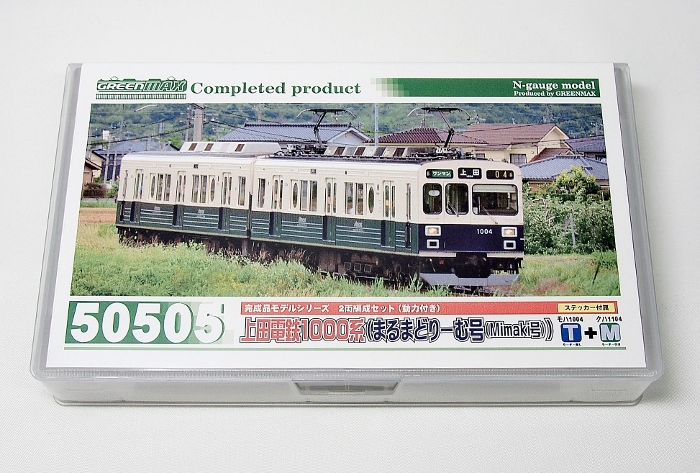 GREENMAX Completed product
N-gauge model
Produced by GREENMAX
ワンマン 上田 04
1004
50505
完成品モデルシリーズ 2両編成セット(動力付き)
上田電鉄1000系(まるまどりーむ号(Mimaki号))
ステッカー付属
モハ1004 クハ1104
T+M